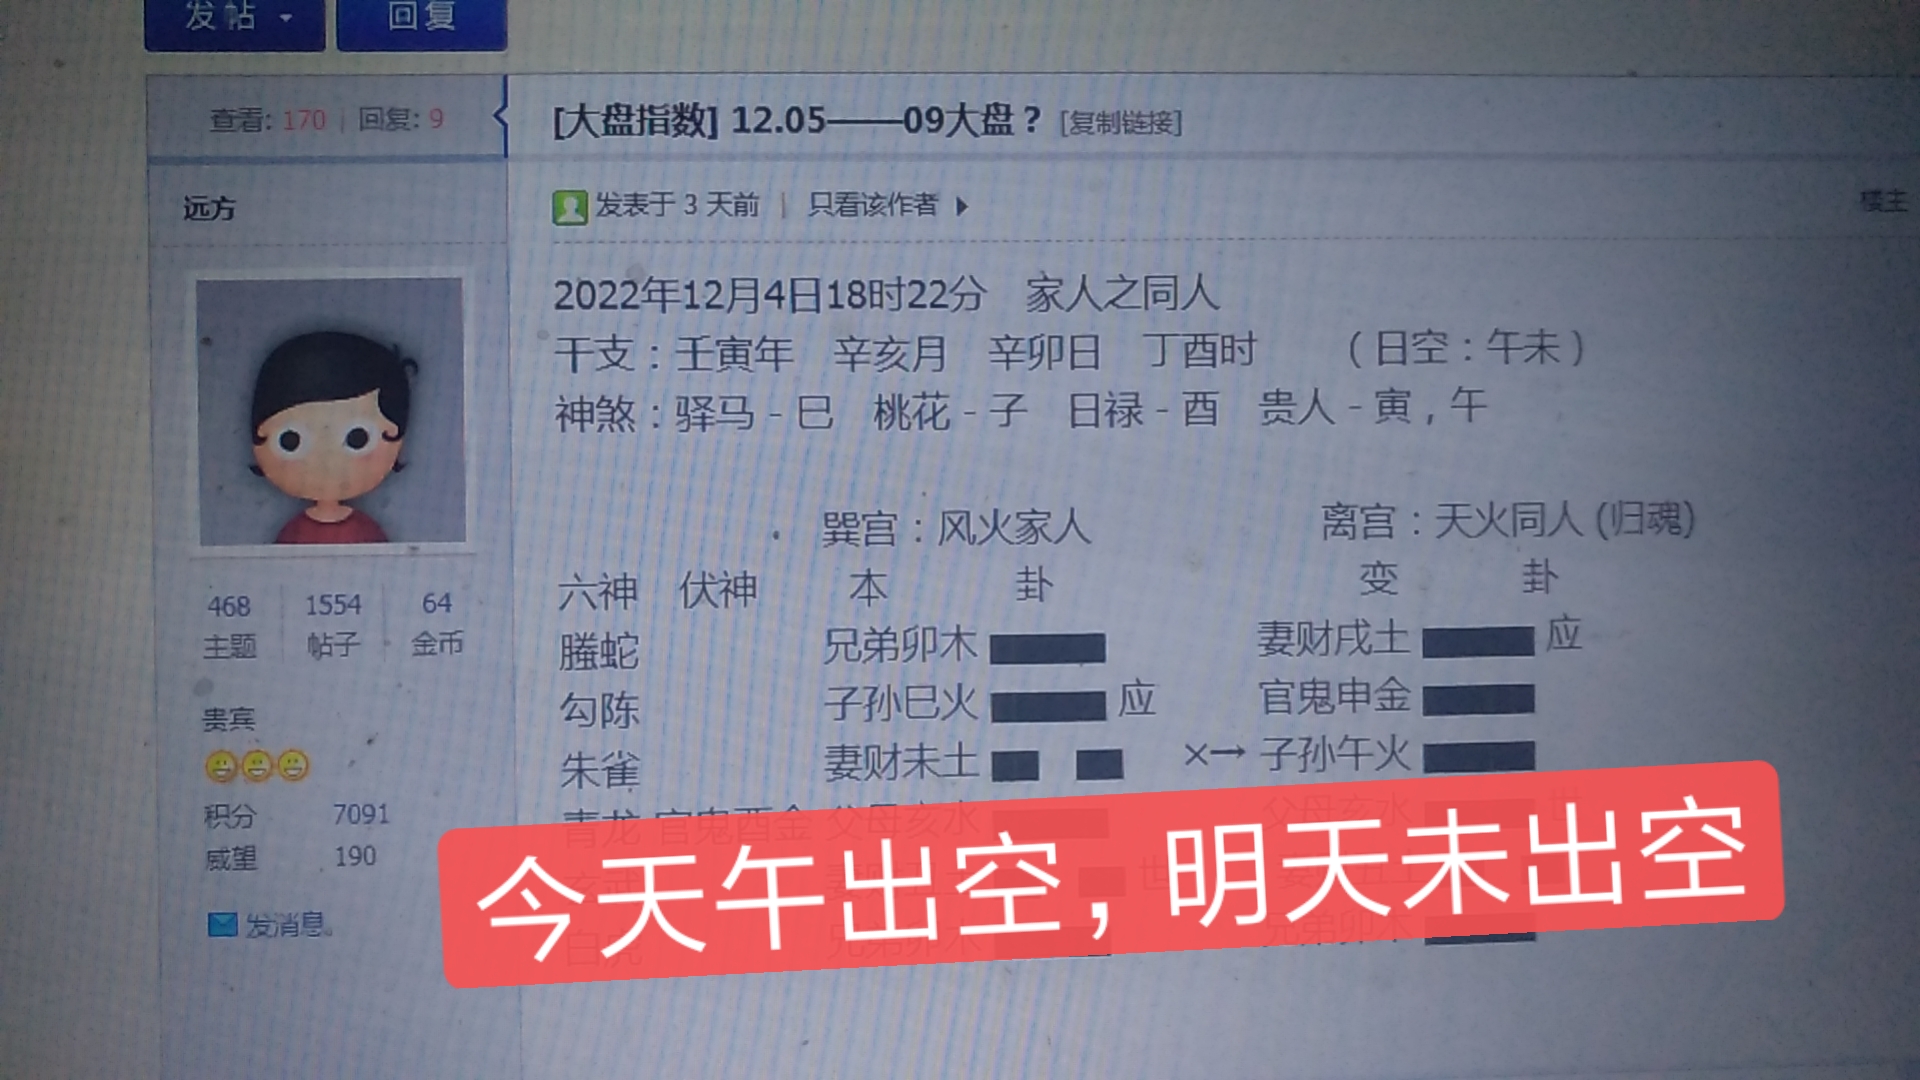 发帖
回复
查看: 170 | 回复: 9
[大盘指数] 12.05——09大盘？ [复制链接]
远方
发表于 3 天前 | 只看该作者
楼主
2022年12月4日18时22分 家人之同人
干支：壬寅年 辛亥月 辛卯日 丁酉时 （日空：午未）
神煞：驿马－巳 桃花－子 日禄－酉 贵人－寅，午
巽宫：风火家人 离宫：天火同人 (归魂)
六神 伏神 本 卦 变 卦
468 1554 64
主题 帖子 金币
螣蛇 兄弟卯木 妻财戌土 应
勾陈 子孙巳火 应 官鬼申金
贵宾
朱雀 妻财未土 ×→ 子孙午火
积分 7091
威望 190
发消息
青龙 官鬼酉金 父母亥水 父母亥水 世
世
白虎 兄弟卯木 兄弟卯木
今天午出空，明天未出空